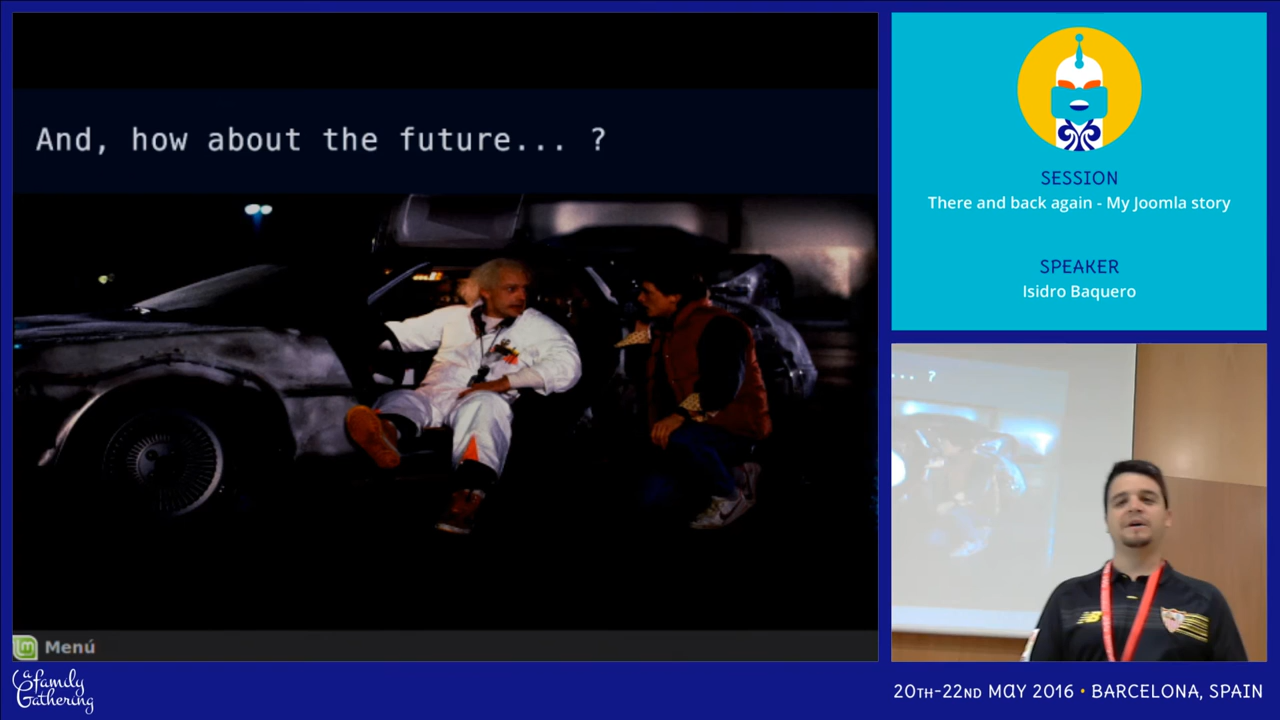 And, how about the future... ?
Menú
SESSION
There and back again - My Joomla story
SPEAKER
Isidro Baquero
... ?
a
family
Gathering
20TH-22ND MAY 2016 • BARCELONA, SPAIN